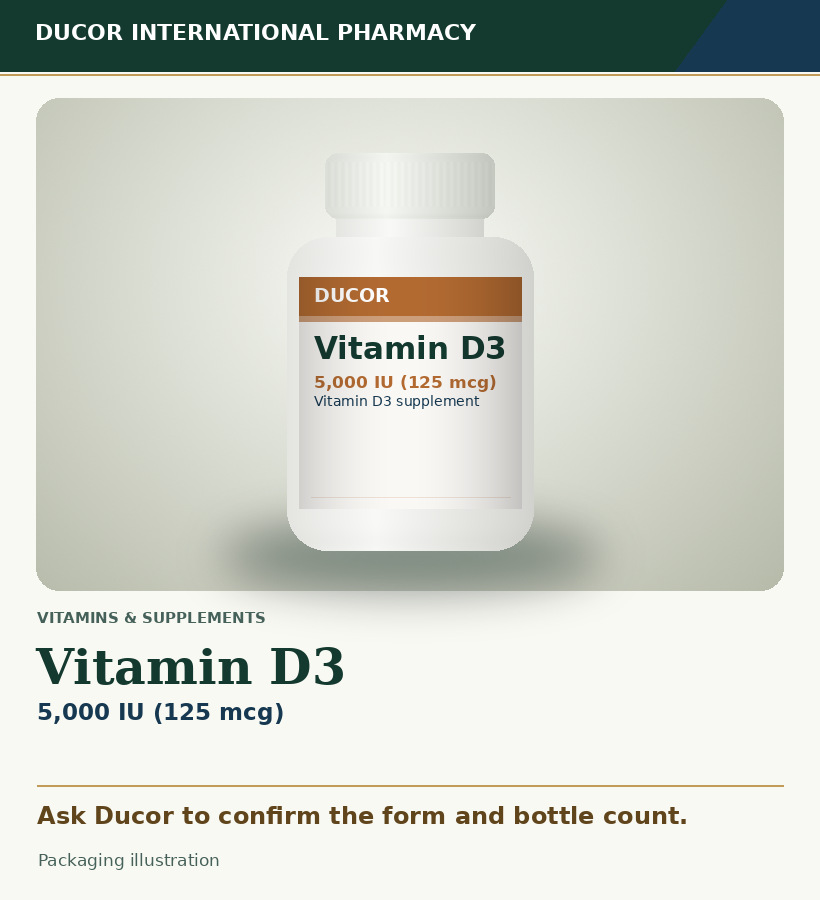 DUCOR INTERNATIONAL PHARMACY
DUCOR
Vitamin D3
5,000 IU (125 mcg)
Vitamin D3 supplement
VITAMINS & SUPPLEMENTS
Vitamin D3
5,000 IU (125 mcg)
Ask Ducor to confirm the form and bottle count.
Packaging illustration